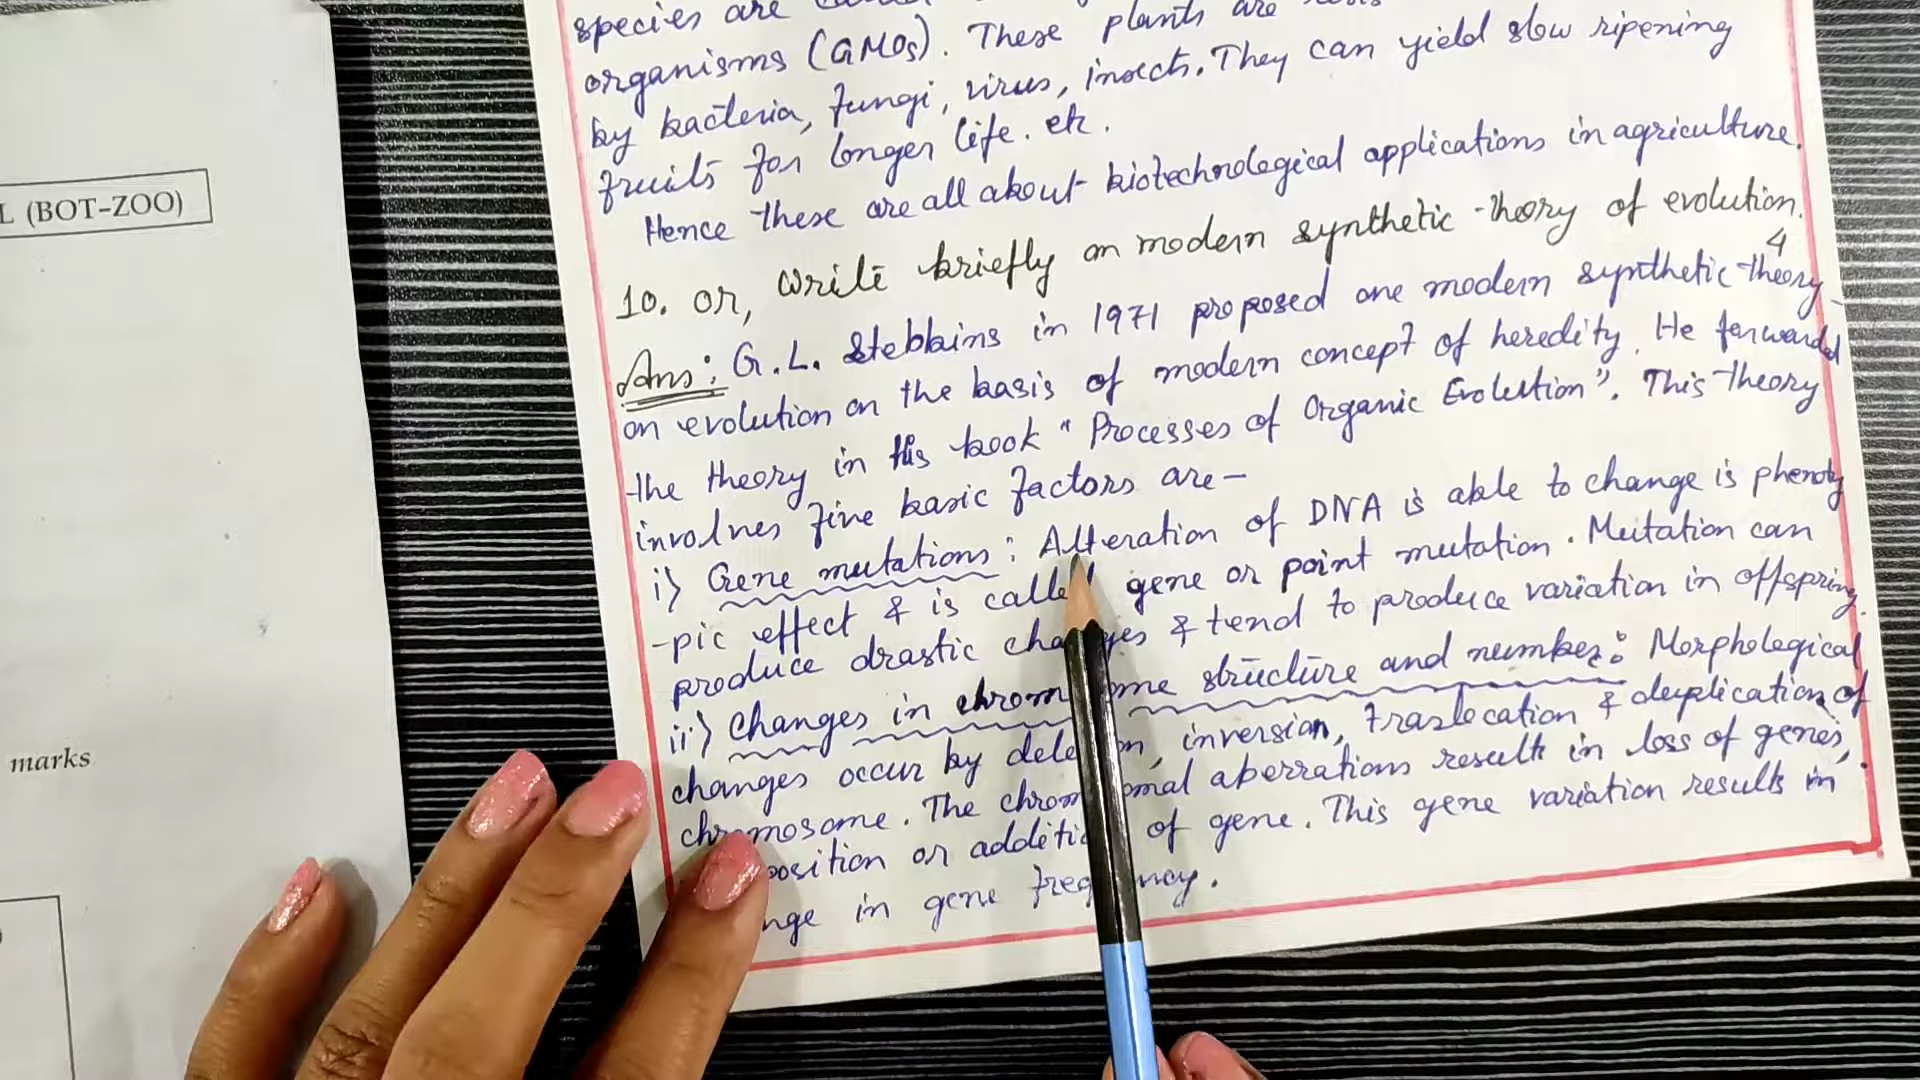 L (BOT-ZOO)
marks
species are
organisms (GMOs). These plants are
by bacteria, fungi, virus, insects. They can yield slow ripening
fruits for longer life. etc.
Hence these are all about biotechnological applications in agriculture.
10. or, write briefly on modern synthetic theory of evolution.
4
Ans: G.L. Stebbins in 1971 proposed one modern synthetic theory
on evolution on the basis of modern concept of heredity. He forwarded
the theory in his book "Processes of Organic Evolution". This theory
involves five basic factors are -
i) Gene mutations: Alteration of DNA is able to change is phenoty
-pic effect & is called gene or point mutation. Mutation can
produce drastic changes & tend to produce variation in offspring.
ii) Changes in chromosome structure and number: Morphological
changes occur by deletion, inversion, traslocation & duplication of
chromosome. The chromosomal aberrations result in loss of genes,
position or addition of gene. This gene variation results in
nge in gene frequency.